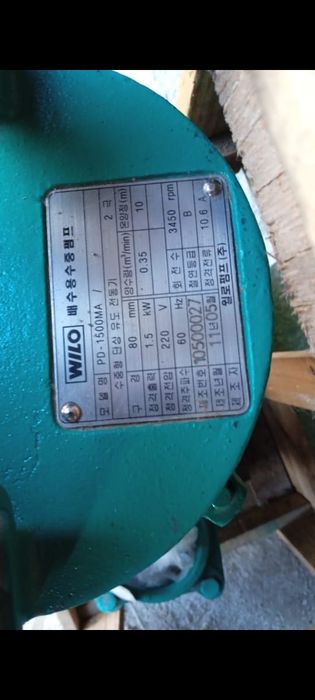 WILO 배수용수중펌프
모 델 명 PD-1500MA /
수중형 단상 유도 전동기 2 극
구 경 80 mm 양수량(m³/min) 0.35 전양정(m) 10
정격출력 1.5 kW
정격전압 220 V 회 전 수 3450 rpm
정격주파수 60 Hz 절연등급 B
제조번호 10500027 정격전류 10.6 A
제조년월 11년05월
제 조 사 윌로펌프(주)